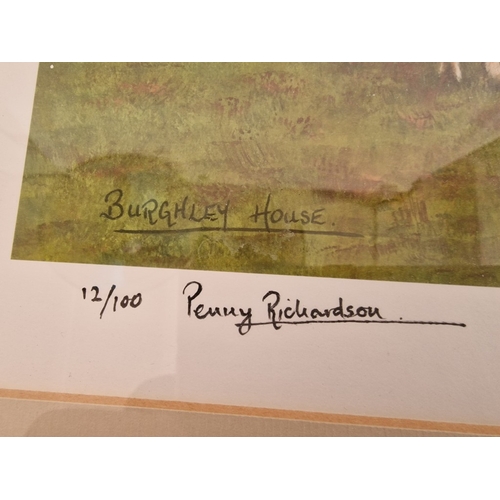 BURGHLEY HOUSE.
12/100 Penny Richardson.